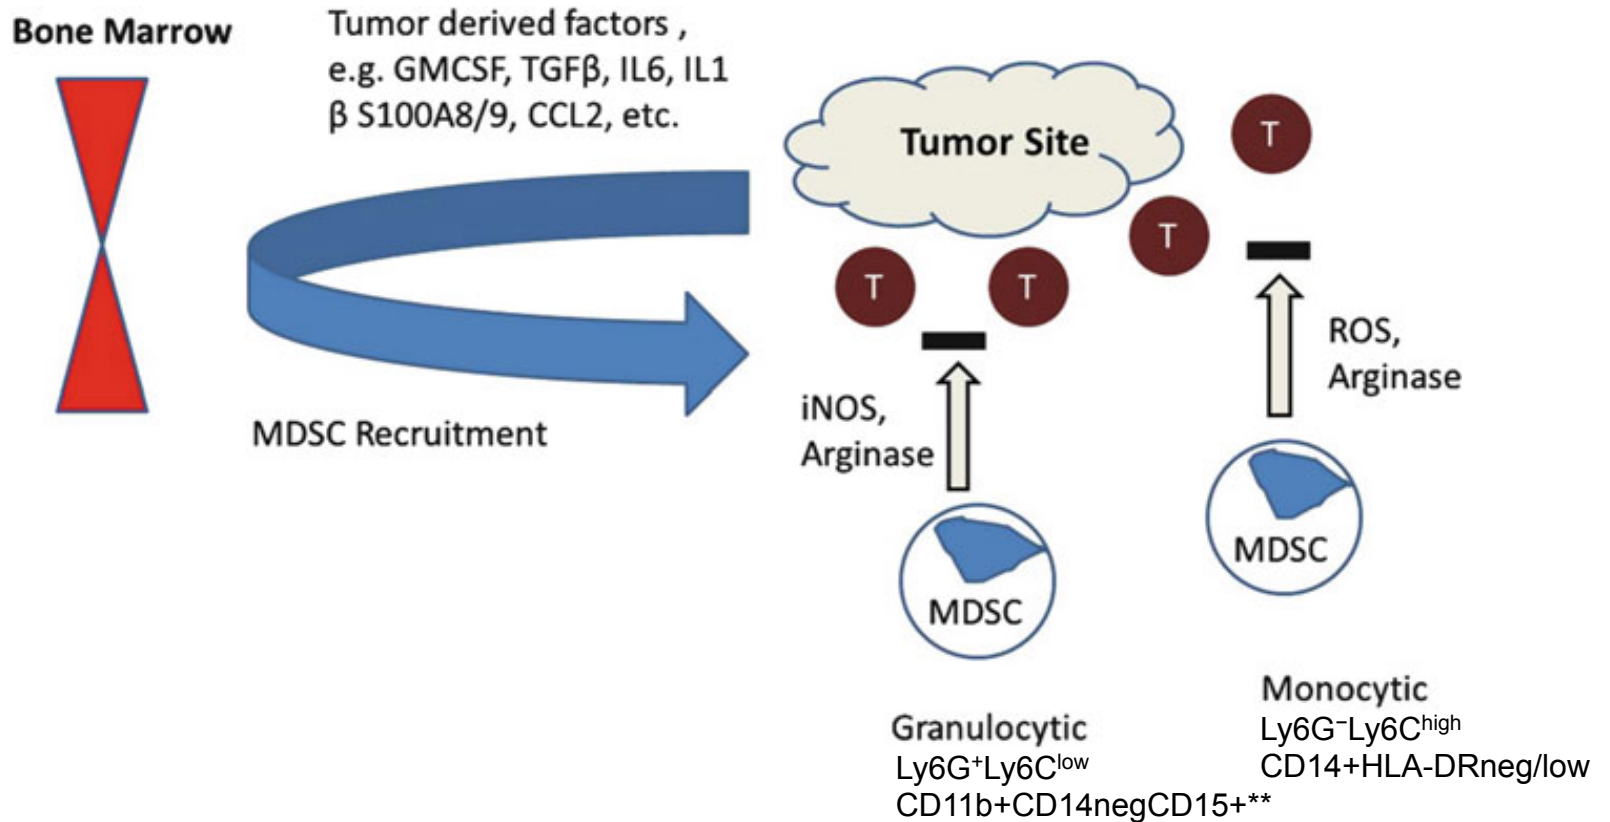 Bone Marrow
Tumor derived factors ,
e.g. GMCSF, TGFβ, IL6, IL1
β S100A8/9, CCL2, etc.
MDSC Recruitment
Tumor Site
T
T
T
T
iNOS,
Arginase
ROS,
Arginase
MDSC
MDSC
Granulocytic
Ly6G⁺Ly6Cˡᵒʷ
CD11b+CD14negCD15+**
Monocytic
Ly6G⁻Ly6Cʰⁱᵍʰ
CD14+HLA-DRneg/low